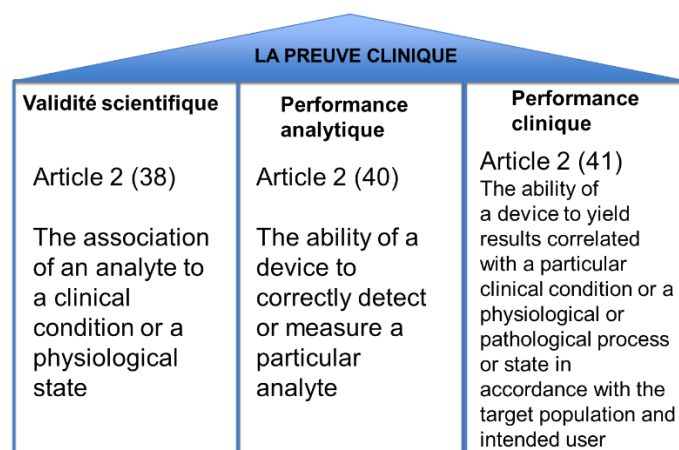 LA PREUVE CLINIQUE
Validité scientifique
Article 2 (38)
The association
of an analyte to
a clinical
condition or a
physiological
state
Performance
analytique
Article 2 (40)
The ability of a
device to
correctly detect
or measure a
particular
analyte
Performance
clinique
Article 2 (41)
The ability of
a device to yield
results correlated
with a particular
clinical condition or a
physiological or
pathological process
or state in
accordance with the
target population and
intended user